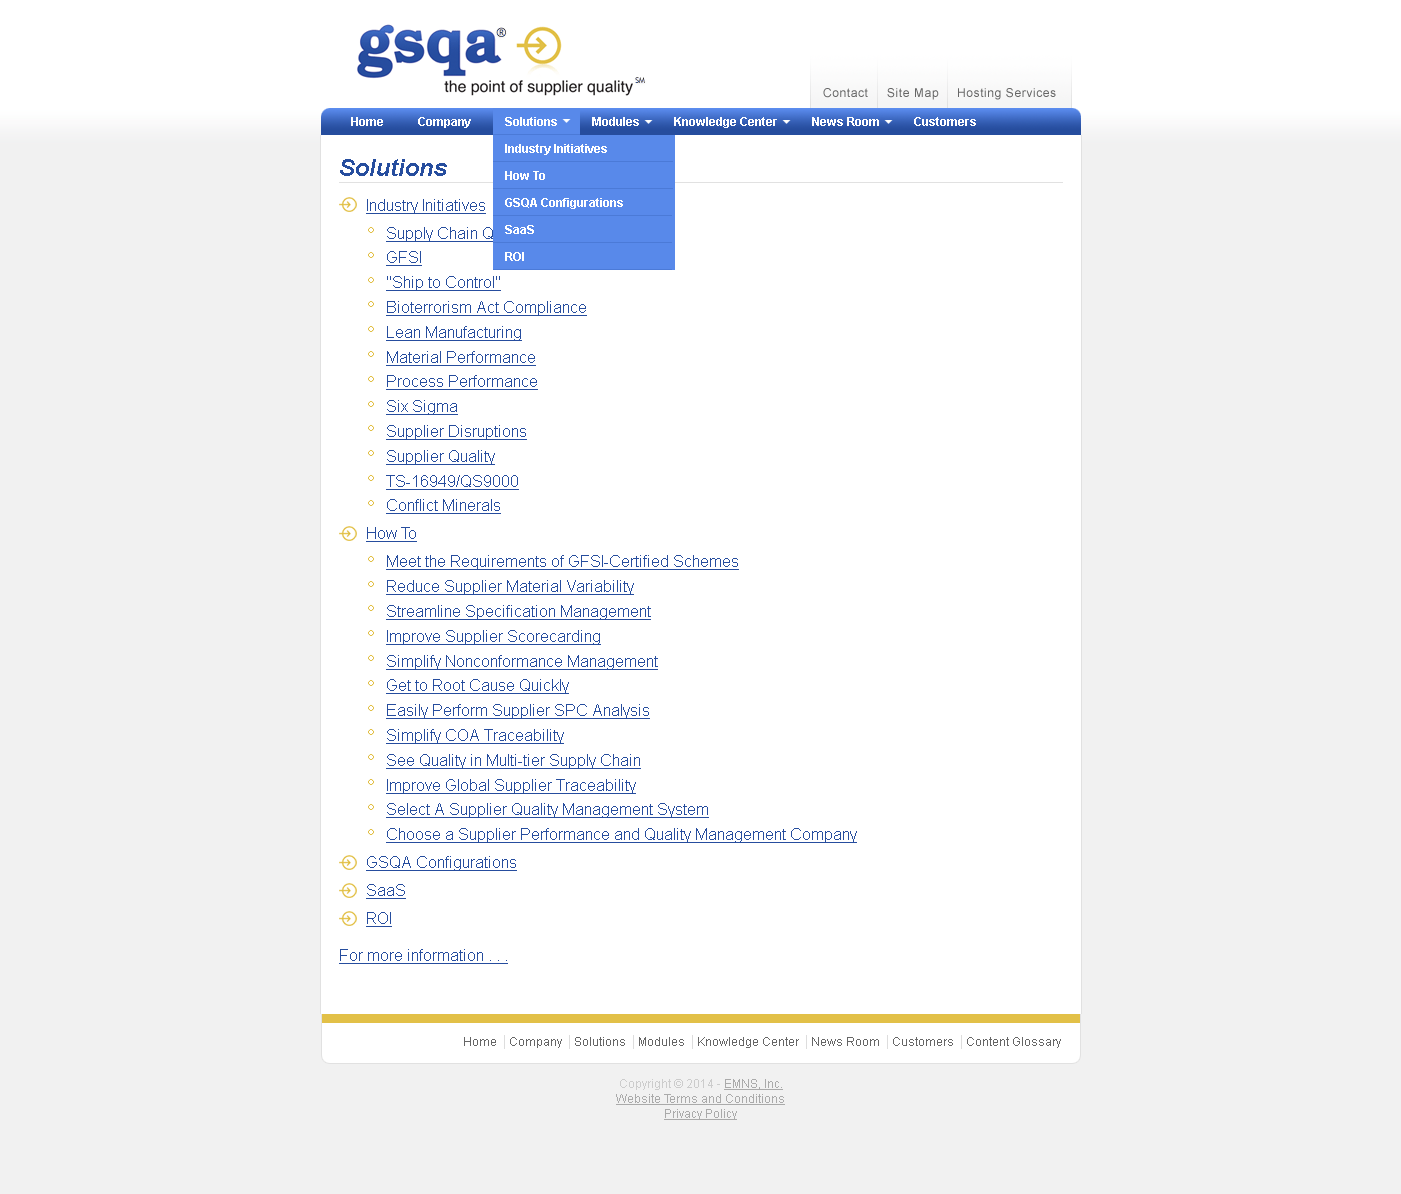 gsqa®
the point of supplier quality℠
Contact Site Map Hosting Services
Home Company Solutions Modules Knowledge Center News Room Customers
Industry Initiatives
How To
GSQA Configurations
SaaS
ROI
Solutions
Industry Initiatives
Supply Chain Q
GFSI
"Ship to Control"
Bioterrorism Act Compliance
Lean Manufacturing
Material Performance
Process Performance
Six Sigma
Supplier Disruptions
Supplier Quality
TS-16949/QS9000
Conflict Minerals
How To
Meet the Requirements of GFSI-Certified Schemes
Reduce Supplier Material Variability
Streamline Specification Management
Improve Supplier Scorecarding
Simplify Nonconformance Management
Get to Root Cause Quickly
Easily Perform Supplier SPC Analysis
Simplify COA Traceability
See Quality in Multi-tier Supply Chain
Improve Global Supplier Traceability
Select A Supplier Quality Management System
Choose a Supplier Performance and Quality Management Company
GSQA Configurations
SaaS
ROI
For more information . . .
Home Company Solutions Modules Knowledge Center News Room Customers Content Glossary
Copyright © 2014 - EMNS, Inc.
Website Terms and Conditions
Privacy Policy